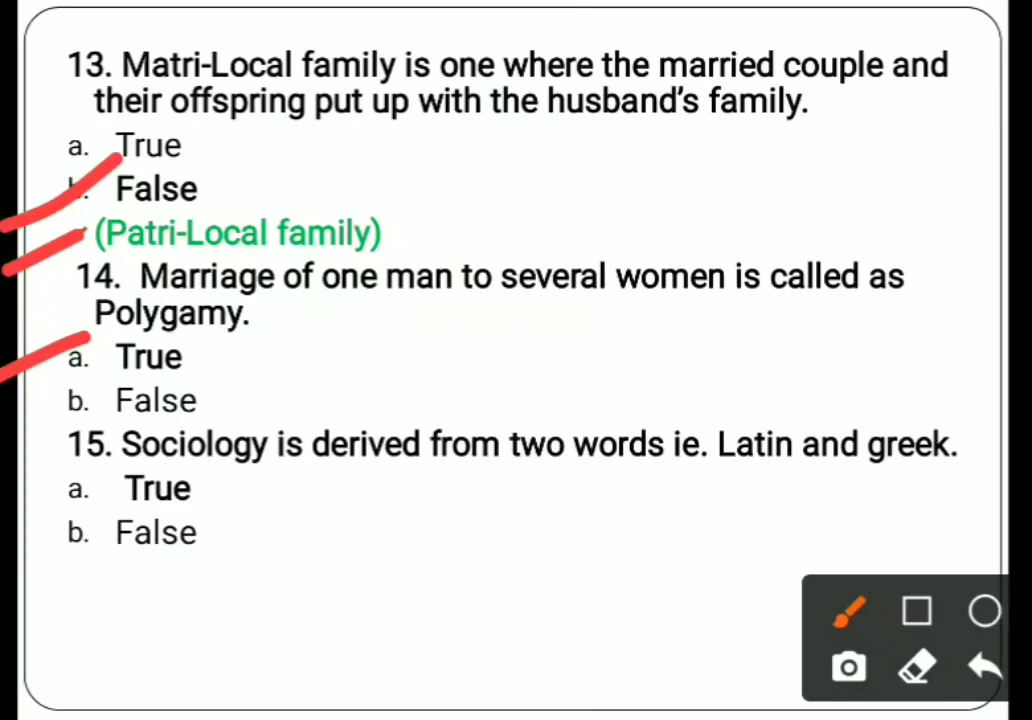 13. Matri-Local family is one where the married couple and
their offspring put up with the husband's family.
a. True
b. False
(Patri-Local family)
14. Marriage of one man to several women is called as
Polygamy.
a. True
b. False
15. Sociology is derived from two words ie. Latin and greek.
a. True
b. False